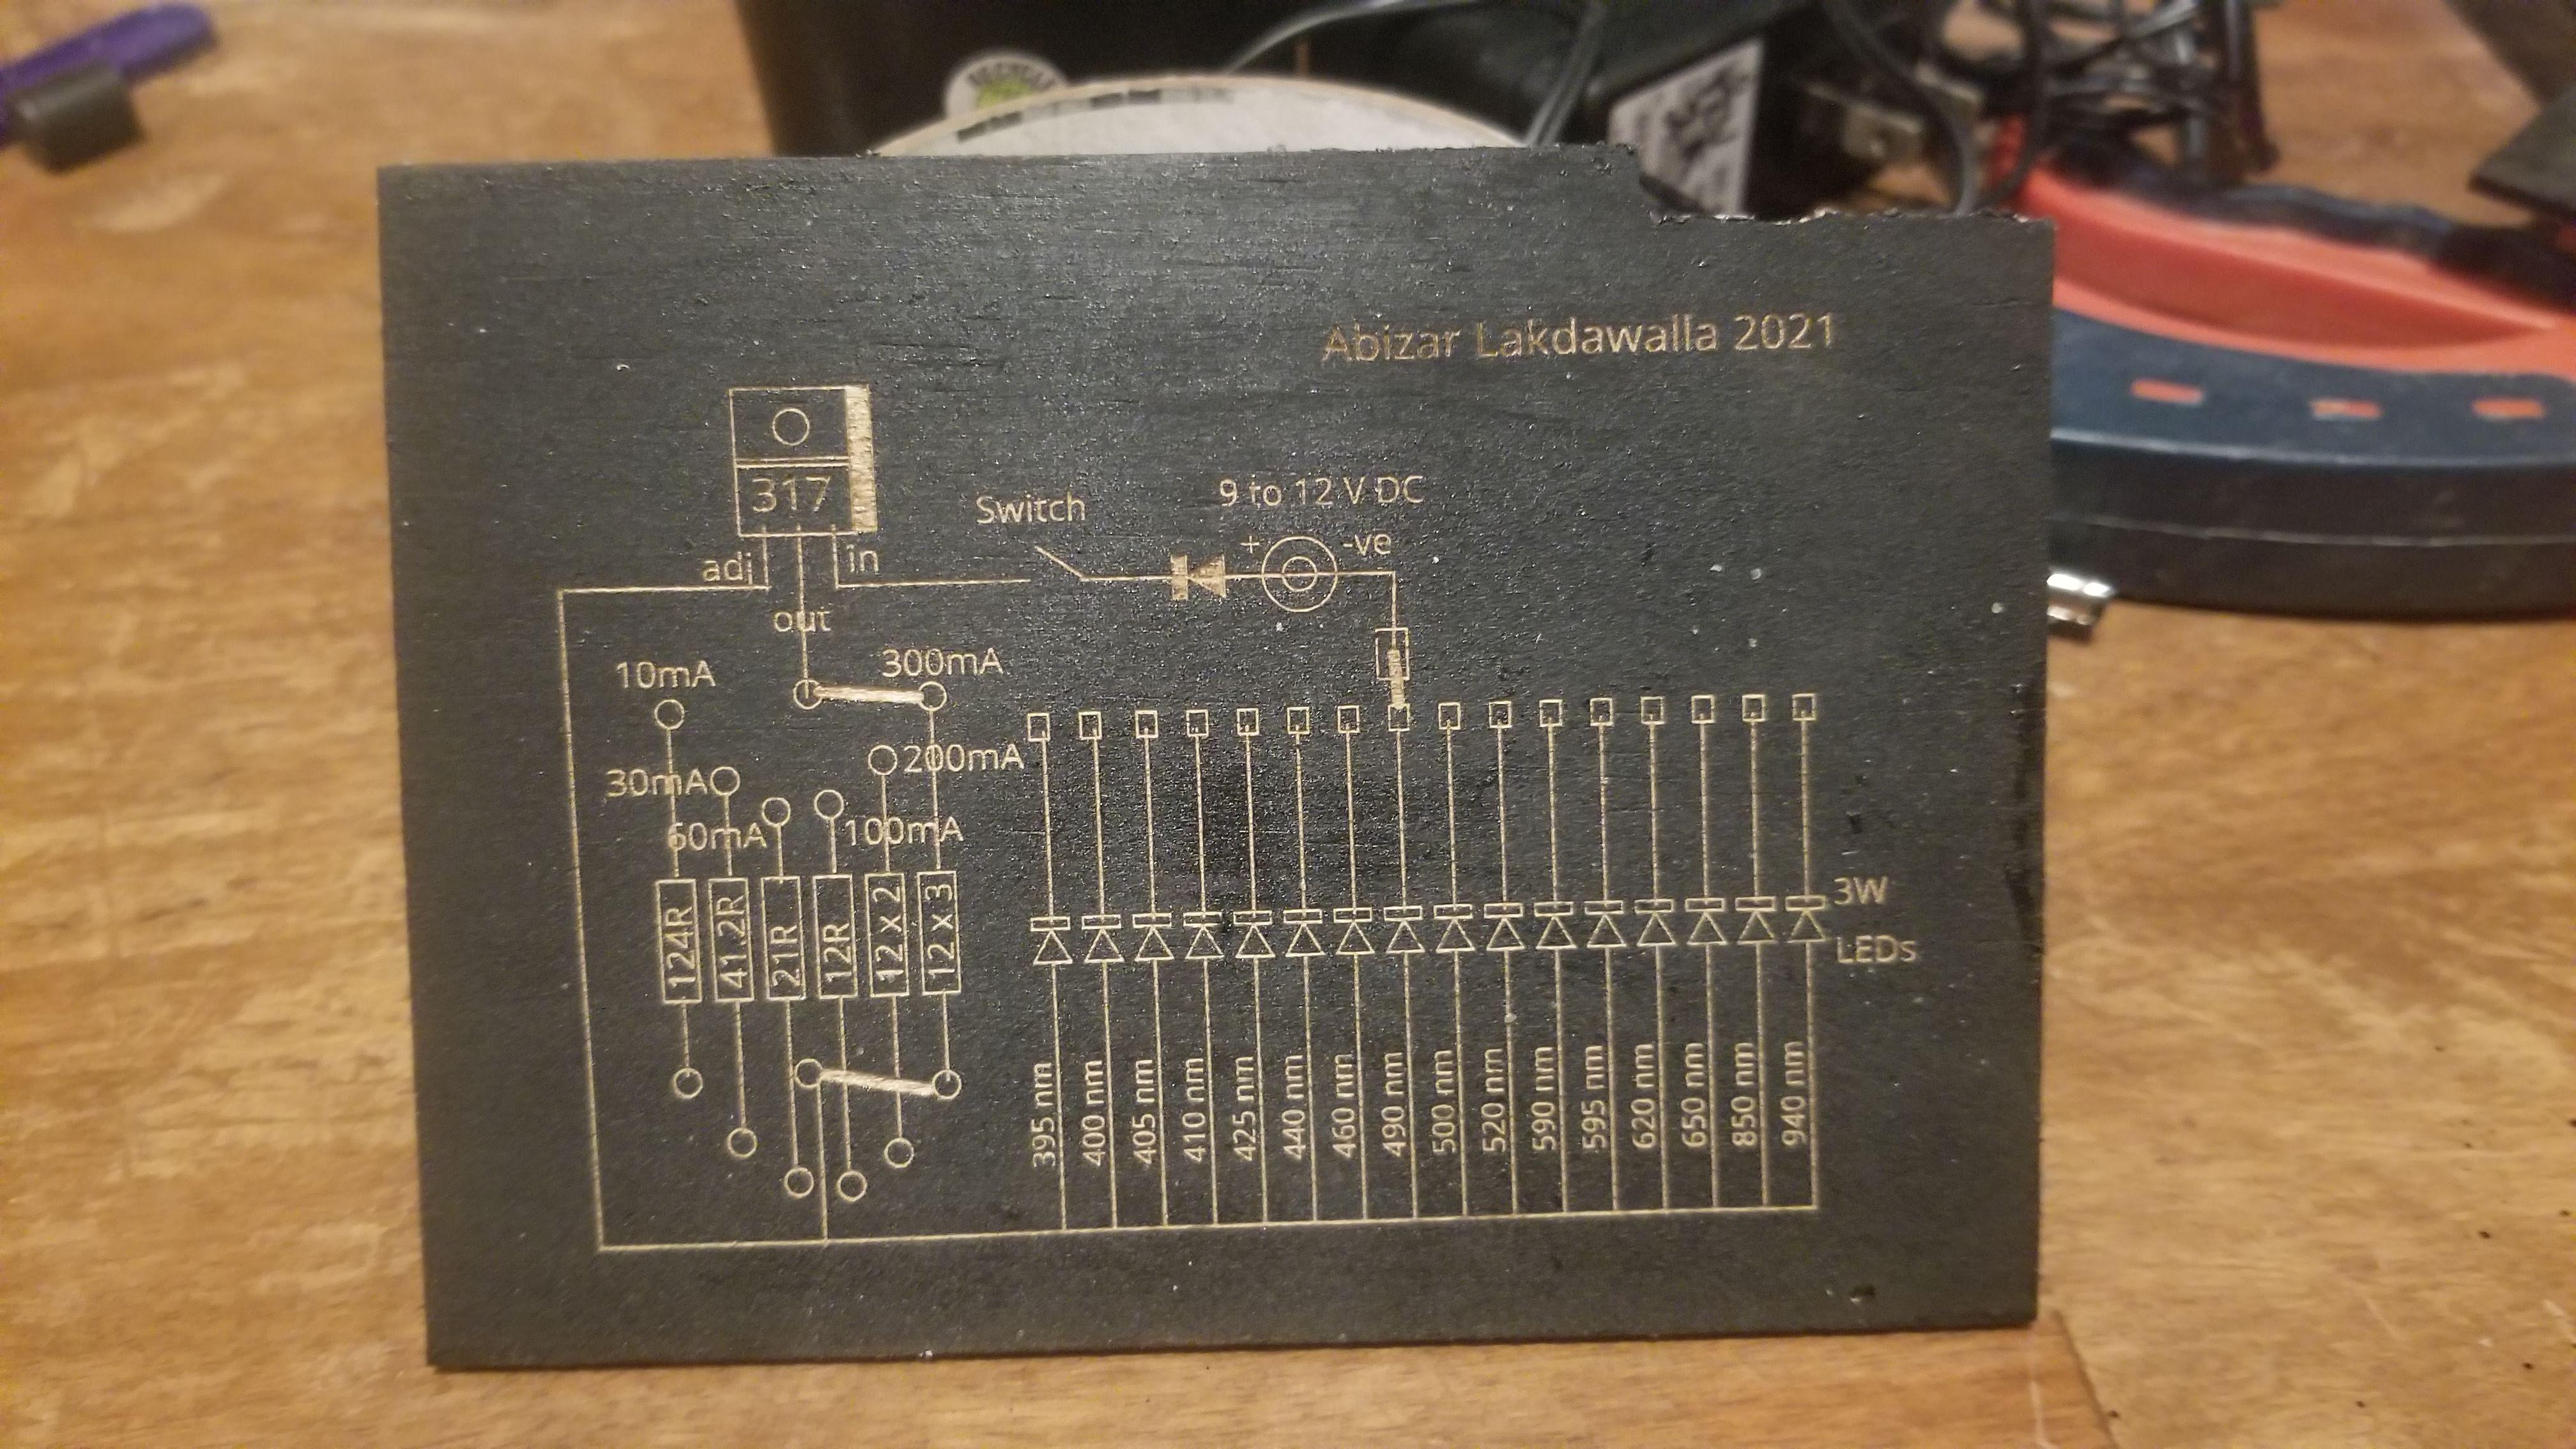 RECYCLE
Abizar Lakdawalla 2021
317
Switch
9 to 12 V DC
+
-ve
adj
in
out
10mA
300mA
30mA
200mA
60mA
100mA
124R
41.2R
21R
12R
12 x 2
12 x 3
3W
LEDs
395 nm
400 nm
405 nm
410 nm
425 nm
440 nm
460 nm
490 nm
500 nm
520 nm
590 nm
595 nm
620 nm
650 nm
850 nm
940 nm